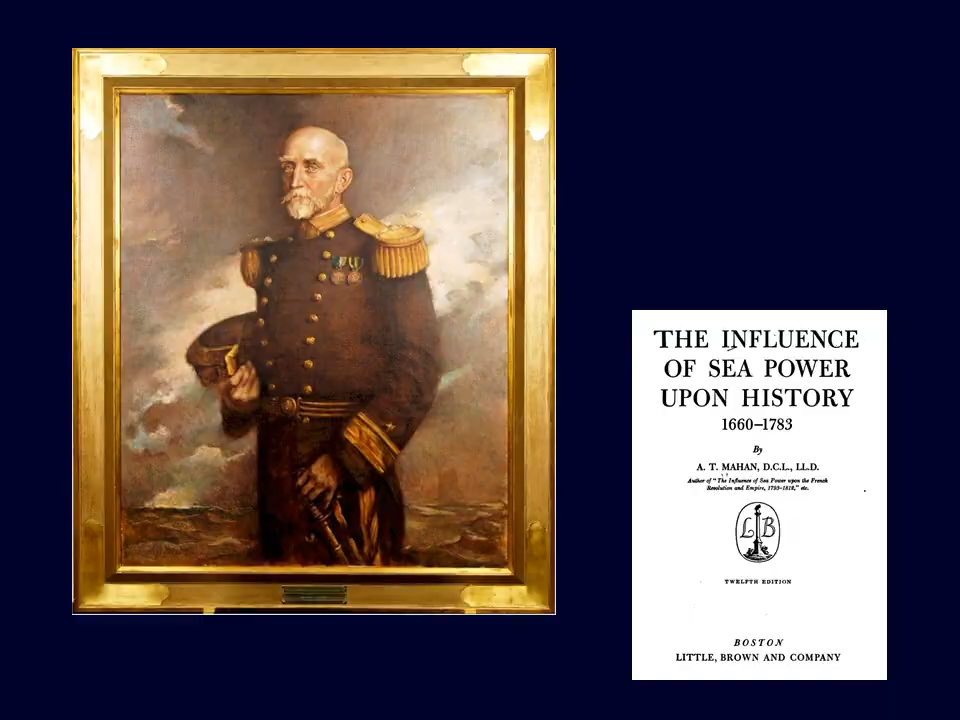 THE INFLUENCE
OF SEA POWER
UPON HISTORY
1660–1783
By
A. T. MAHAN, D.C.L., LL.D.
Author of "The Influence of Sea Power upon the French
Revolution and Empire, 1793–1812," etc.
L B
TWELFTH EDITION
BOSTON
LITTLE, BROWN AND COMPANY